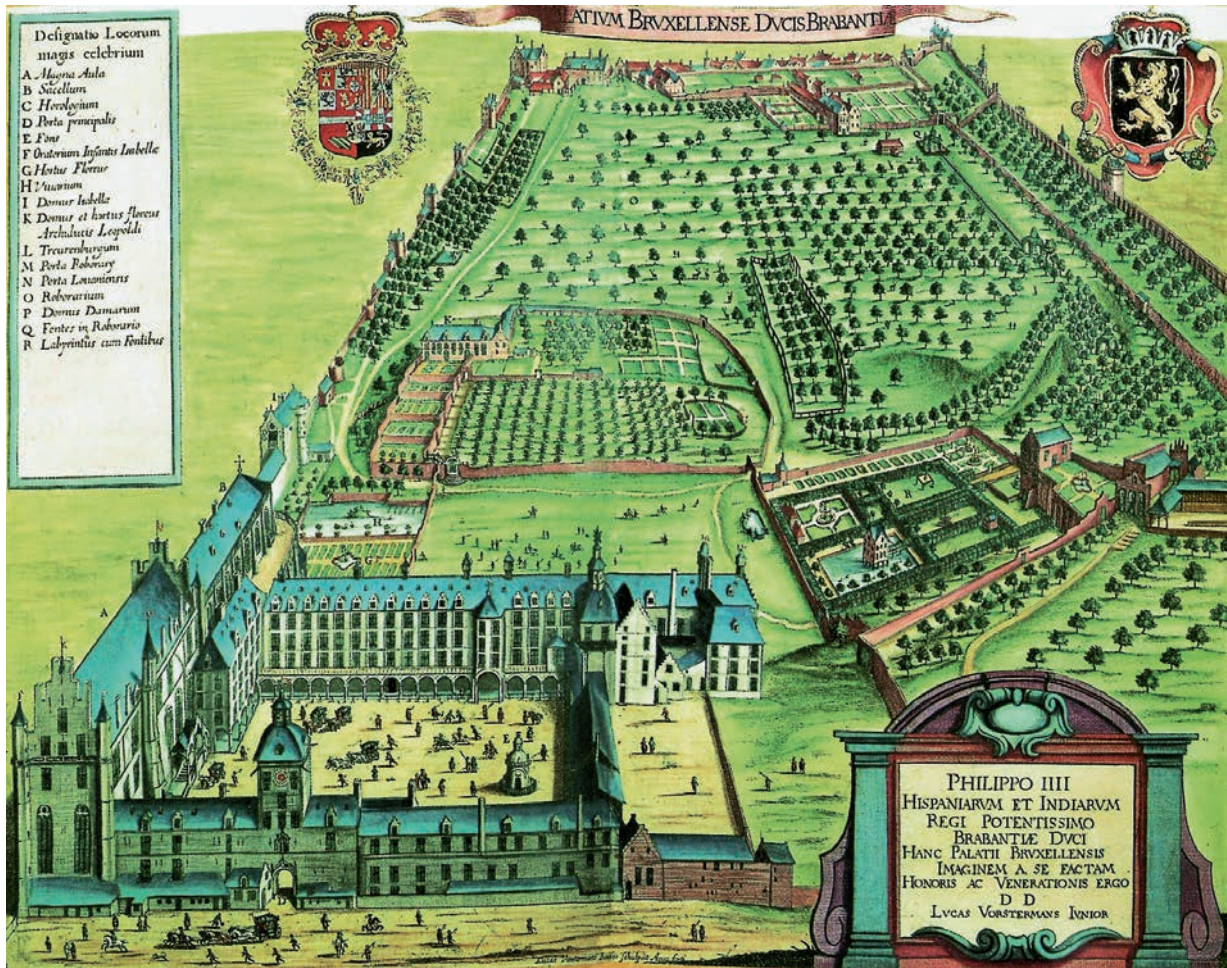 PALATIVM BRVXELLENSE DVCIS BRABANTIÆ
Designatio Locorum
magis celebrium
A Magna Aula
B Sacellum
C Horologium
D Porta principalis
E Fons
F Oratorium Infantis Isabellæ
G Hortus Floreus
H Viuarium
I Domus Isabellæ
K Domus et hortus floreus
Archiducis Leopoldi
L Treurenburgum
M Porta Roborarij
N Porta Louaniensis
O Roborarium
P Domus Damarum
Q Fontes in Roborario
R Labyrintus cum Fontibus
L
B
A
R
H
G
E
PHILIPPO IIII
HISPANIARVM ET INDIARVM
REGI POTENTISSIMO
BRABANTIÆ DVCI
HANC PALATII BRVXELLENSIS
IMAGINEM A SE FACTAM
HONORIS AC VENERATIONIS ERGO
D D
LVCAS VORSTERMANS IVNIOR